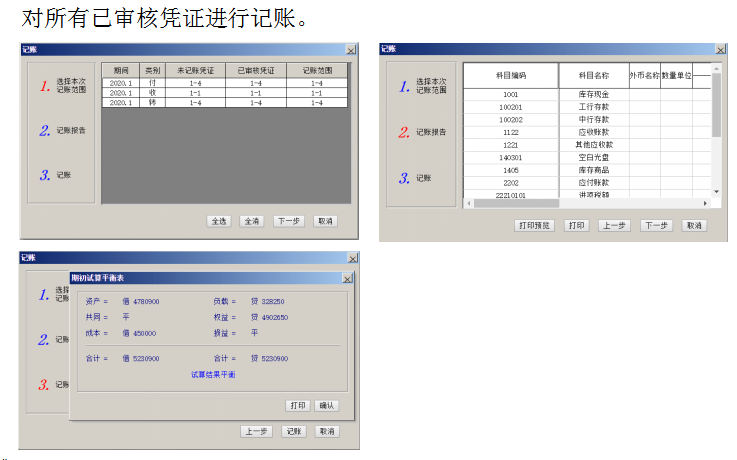 对所有已审核凭证进行记账。
记账
1. 选择本次记账范围
2. 记账报告
3. 记账
期间 类别 未记账凭证 已审核凭证 记账范围
2020.1 付 1-4 1-4 1-4
2020.1 收 1-1 1-1 1-1
2020.1 转 1-4 1-4 1-4
全选 全消 下一步 取消
记账
1. 选择本次记账范围
2. 记账报告
3. 记账
科目编码 科目名称 外币名称 数量单位
1001 库存现金
100201 工行存款
100202 中行存款
1122 应收账款
1221 其他应收款
140301 空白光盘
1405 库存商品
2202 应付账款
22210101 进项税额
打印预览 打印 上一步 下一步 取消
记账
1. 选择
记账
2. 记账
3. 记账
期初试算平衡表
资产 = 借 4780900 负债 = 贷 328250
共同 = 平 权益 = 贷 4902650
成本 = 借 450000 损益 = 平
合计 = 借 5230900 合计 = 贷 5230900
试算结果平衡
打印 确认
上一步 记账 取消